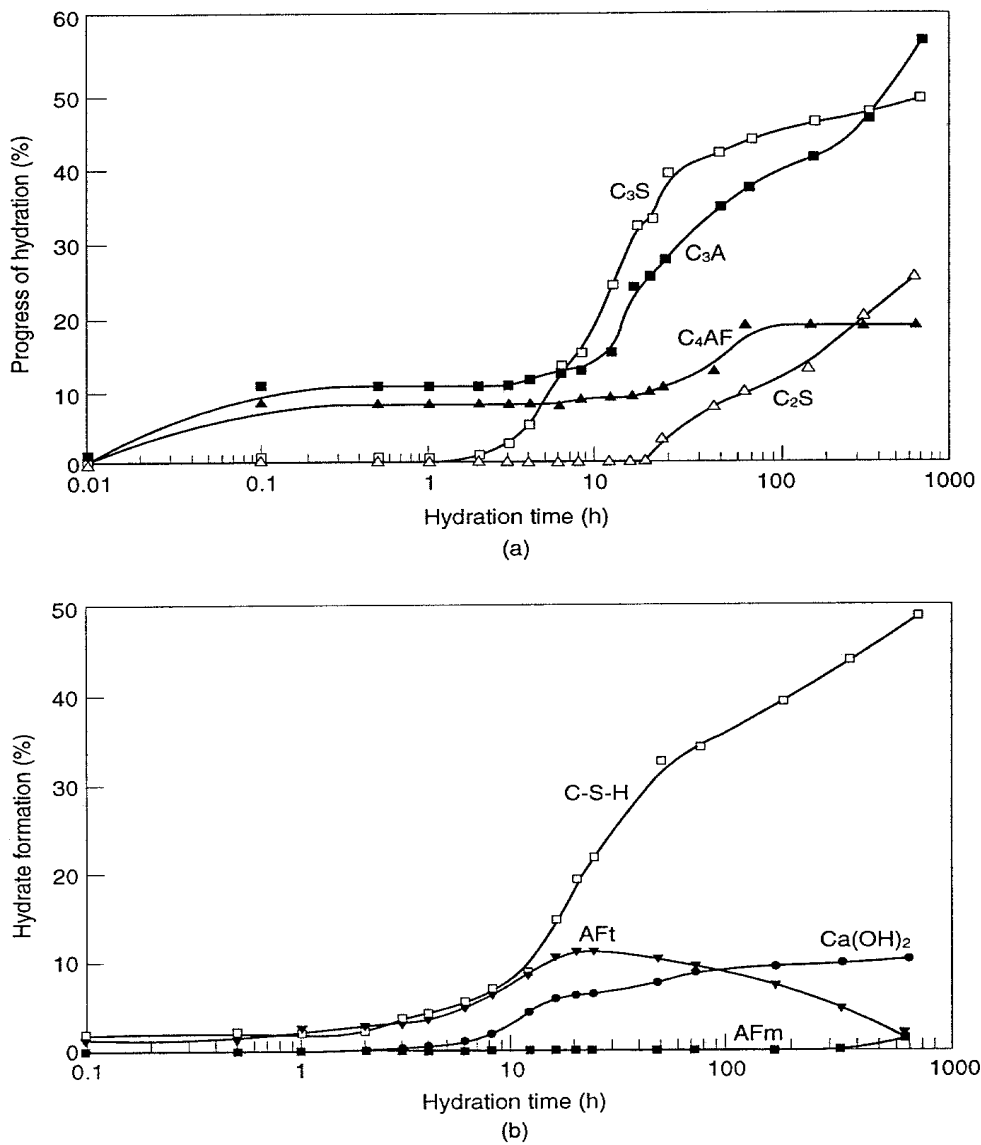 60
50
40
30
20
10
0
Progress of hydration (%)
C₃S
C₃A
C₄AF
C₂S
0.01 0.1 1 10 100 1000
Hydration time (h)
(a)
50
40
30
20
10
0
Hydrate formation (%)
C-S-H
AFt
Ca(OH)₂
AFm
0.1 1 10 100 1000
Hydration time (h)
(b)